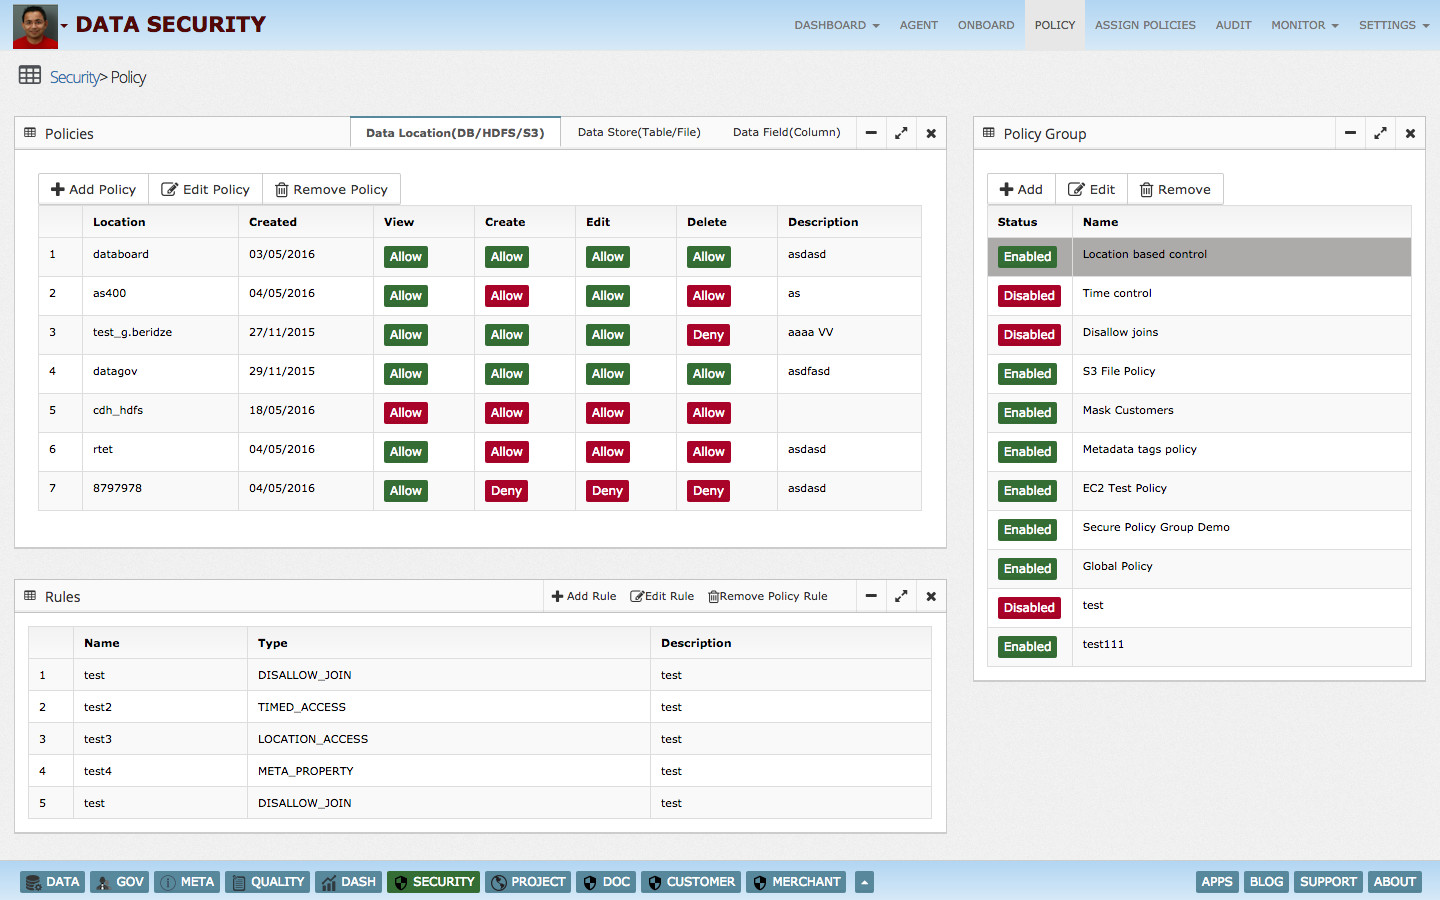 DATA SECURITY
DASHBOARD AGENT ONBOARD POLICY ASSIGN POLICIES AUDIT MONITOR SETTINGS
Security> Policy
Policies
Data Location(DB/HDFS/S3) Data Store(Table/File) Data Field(Column)
Add Policy Edit Policy Remove Policy
Location Created View Create Edit Delete Description
1 databoard 03/05/2016 Allow Allow Allow Allow asdasd
2 as400 04/05/2016 Allow Allow Allow Allow as
3 test_g.beridze 27/11/2015 Allow Allow Allow Deny aaaa VV
4 datagov 29/11/2015 Allow Allow Allow Allow asdfasd
5 cdh_hdfs 18/05/2016 Allow Allow Allow Allow
6 rtet 04/05/2016 Allow Allow Allow Allow asdasd
7 8797978 04/05/2016 Allow Deny Deny Deny asdasd
Policy Group
Add Edit Remove
Status Name
Enabled Location based control
Disabled Time control
Disabled Disallow joins
Enabled S3 File Policy
Enabled Mask Customers
Enabled Metadata tags policy
Enabled EC2 Test Policy
Enabled Secure Policy Group Demo
Enabled Global Policy
Disabled test
Enabled test111
Rules
Add Rule Edit Rule Remove Policy Rule
Name Type Description
1 test DISALLOW_JOIN test
2 test2 TIMED_ACCESS test
3 test3 LOCATION_ACCESS test
4 test4 META_PROPERTY test
5 test DISALLOW_JOIN test
DATA GOV META QUALITY DASH SECURITY PROJECT DOC CUSTOMER MERCHANT
APPS BLOG SUPPORT ABOUT